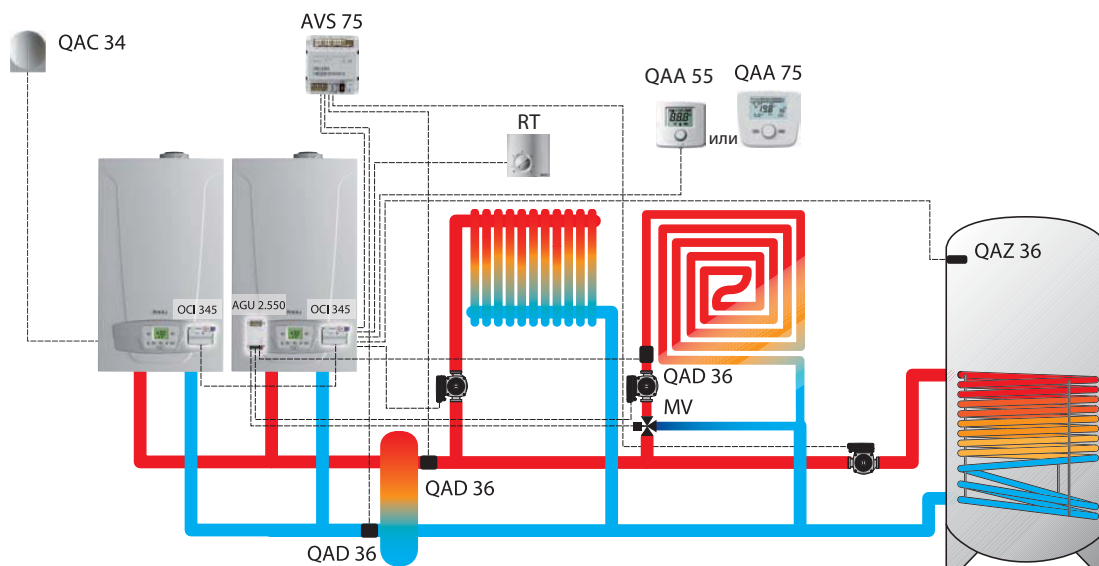 AVS 75
QAC 34
QAA 55
QAA 75
или
RT
QAZ 36
OCI 345
AGU 2.550
OCI 345
QAD 36
MV
QAD 36
QAD 36